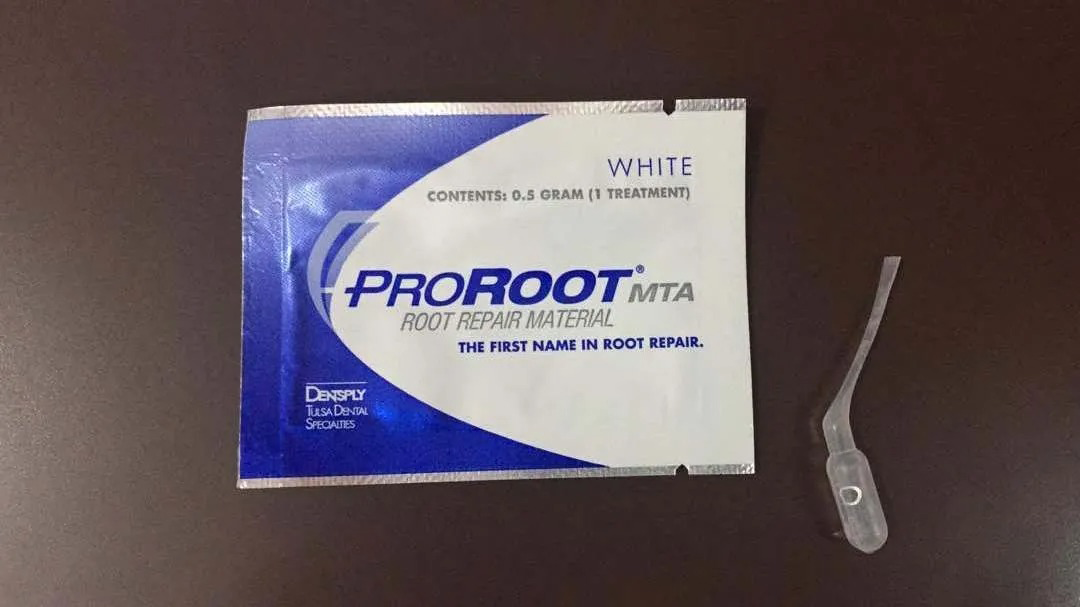 WHITE
CONTENTS: 0.5 GRAM (1 TREATMENT)
PROROOT® MTA
ROOT REPAIR MATERIAL
THE FIRST NAME IN ROOT REPAIR.
DENTSPLY
TULSA DENTAL
SPECIALTIES